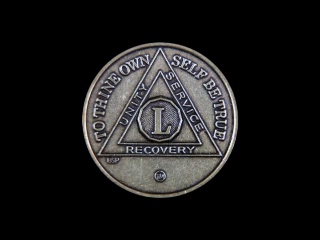 TO THINE OWN SELF BE TRUE
UNITY
SERVICE
L
RECOVERY